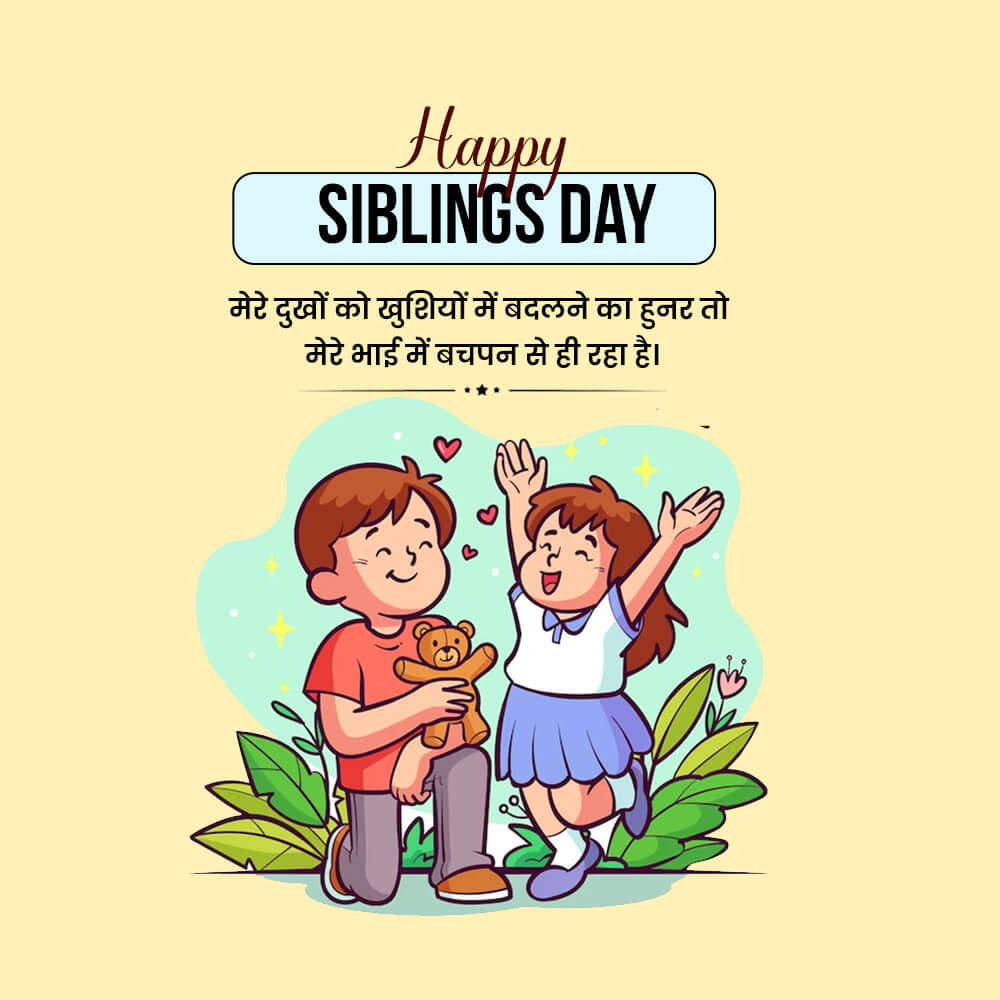 Happy
SIBLINGS DAY
मेरे दुखों को खुशियों में बदलने का हुनर तो
मेरे भाई में बचपन से ही रहा है।